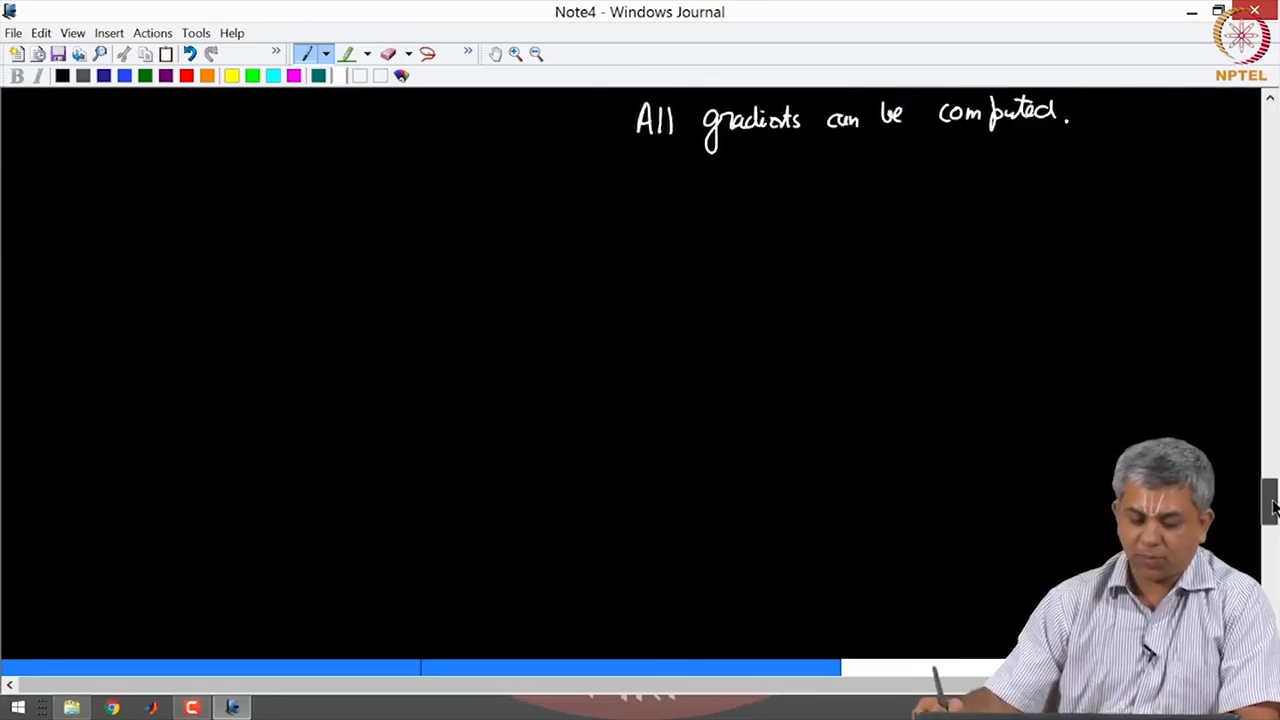 Note4 - Windows Journal
File Edit View Insert Actions Tools Help
NPTEL
B I
All gradients can be computed.